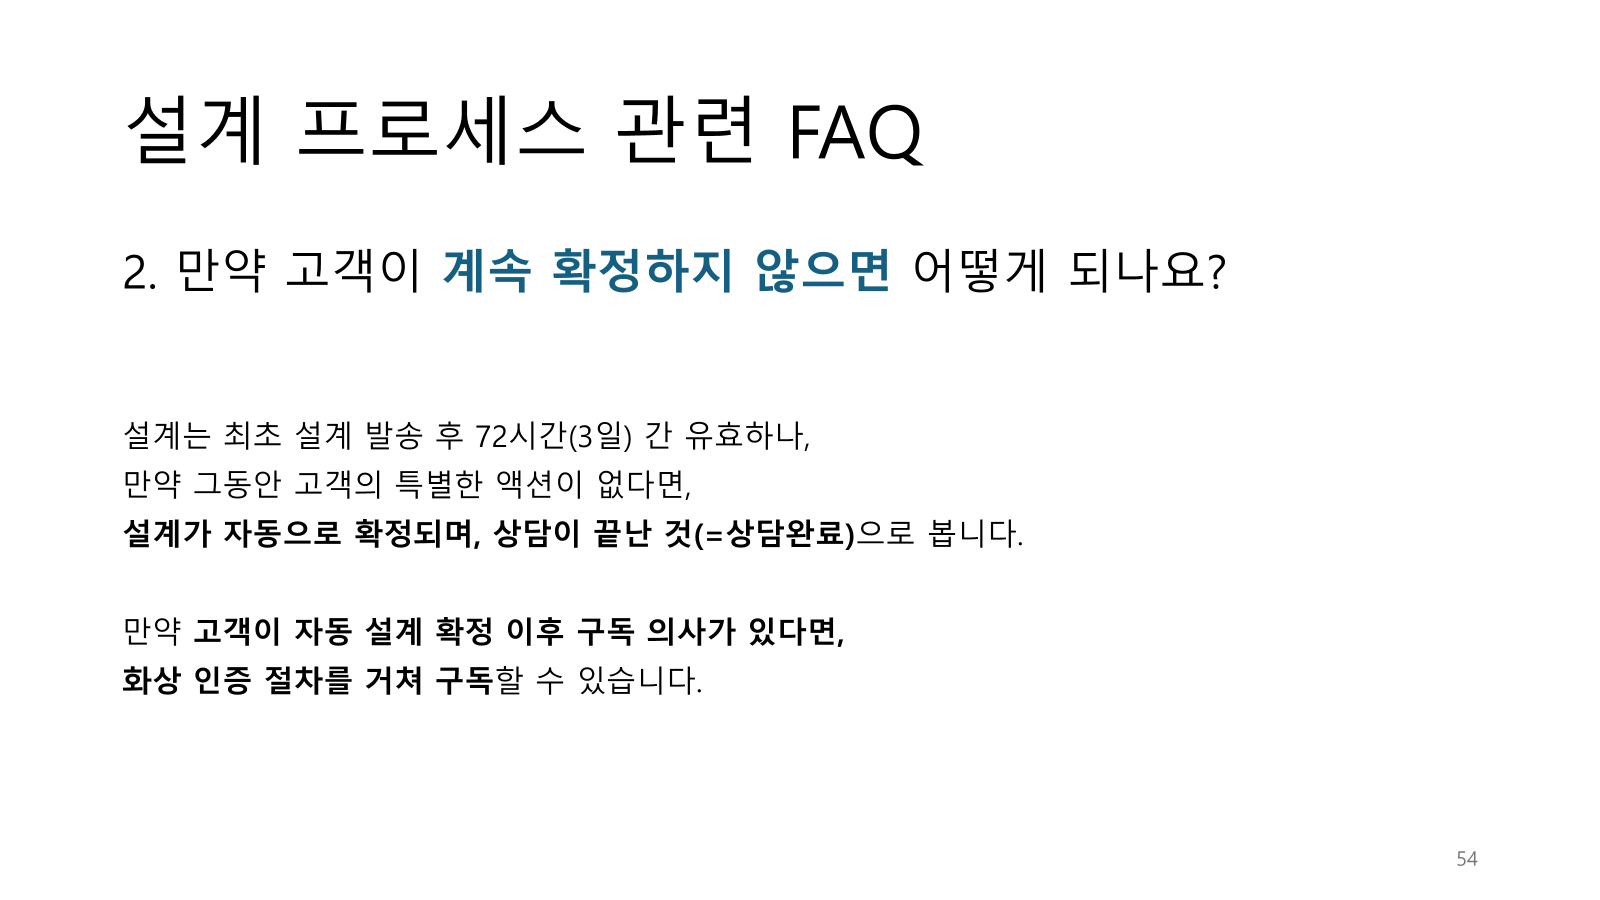 설계 프로세스 관련 FAQ
2. 만약 고객이 계속 확정하지 않으면 어떻게 되나요?
설계는 최초 설계 발송 후 72시간(3일) 간 유효하나,
만약 그동안 고객의 특별한 액션이 없다면,
설계가 자동으로 확정되며, 상담이 끝난 것(=상담완료)으로 봅니다.
만약 고객이 자동 설계 확정 이후 구독 의사가 있다면,
화상 인증 절차를 거쳐 구독할 수 있습니다.
54